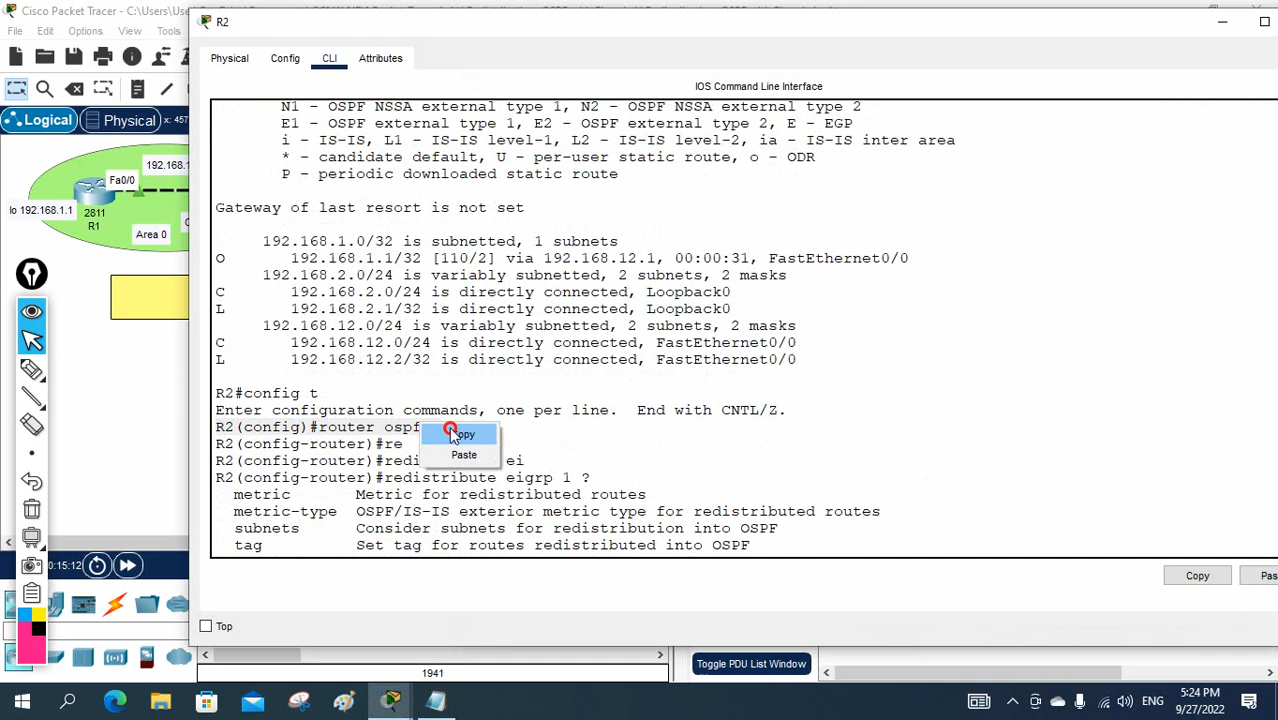 Cisco Packet Tracer - C:\Users\
R2
File Edit Options View Tools
Physical Config CLI Attributes
IOS Command Line Interface
Logical Physical x: 457
N1 - OSPF NSSA external type 1, N2 - OSPF NSSA external type 2
E1 - OSPF external type 1, E2 - OSPF external type 2, E - EGP
i - IS-IS, L1 - IS-IS level-1, L2 - IS-IS level-2, ia - IS-IS inter area
* - candidate default, U - per-user static route, o - ODR
P - periodic downloaded static route
Gateway of last resort is not set
192.168.1.0/32 is subnetted, 1 subnets
O 192.168.1.1/32 [110/2] via 192.168.12.1, 00:00:31, FastEthernet0/0
192.168.2.0/24 is variably subnetted, 2 subnets, 2 masks
C 192.168.2.0/24 is directly connected, Loopback0
L 192.168.2.1/32 is directly connected, Loopback0
192.168.12.0/24 is variably subnetted, 2 subnets, 2 masks
C 192.168.12.0/24 is directly connected, FastEthernet0/0
L 192.168.12.2/32 is directly connected, FastEthernet0/0
R2#config t
Enter configuration commands, one per line. End with CNTL/Z.
R2(config)#router ospf
R2(config-router)#re
R2(config-router)#redi ei
R2(config-router)#redistribute eigrp 1 ?
metric Metric for redistributed routes
metric-type OSPF/IS-IS exterior metric type for redistributed routes
subnets Consider subnets for redistribution into OSPF
tag Set tag for routes redistributed into OSPF
Copy
Paste
192.168.1
Fa0/0
lo 192.168.1.1
2811
R1
Area 0
0:15:12
Copy Pas
Top
Toggle PDU List Window
1941
ENG
5:24 PM
9/27/2022